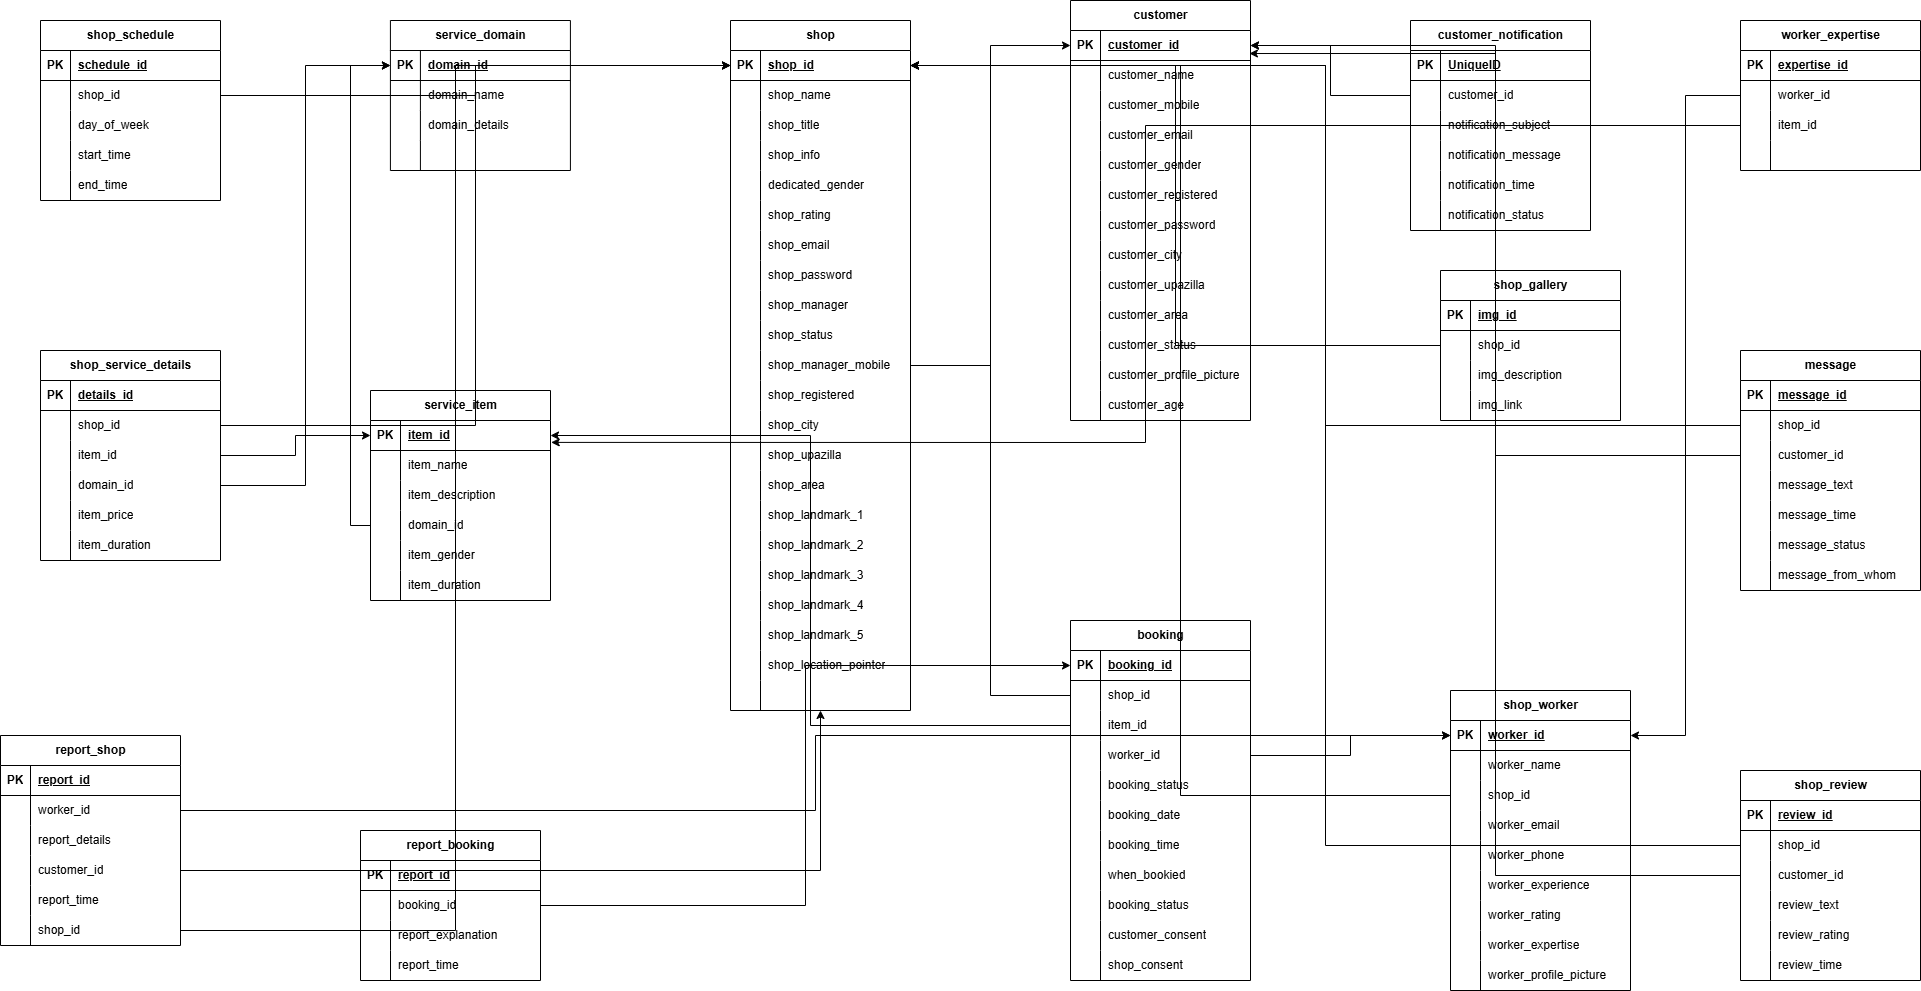 shop_schedule
PK schedule_id
shop_id
day_of_week
start_time
end_time
service_domain
PK domain_id
domain_name
domain_details
shop
PK shop_id
shop_name
shop_title
shop_info
dedicated_gender
shop_rating
shop_email
shop_password
shop_manager
shop_status
shop_manager_mobile
shop_registered
shop_city
shop_upazilla
shop_area
shop_landmark_1
shop_landmark_2
shop_landmark_3
shop_landmark_4
shop_landmark_5
shop_location_pointer
customer
PK customer_id
customer_name
customer_mobile
customer_email
customer_gender
customer_registered
customer_password
customer_city
customer_upazilla
customer_area
customer_status
customer_profile_picture
customer_age
customer_notification
PK UniqueID
customer_id
notification_subject
notification_message
notification_time
notification_status
worker_expertise
PK expertise_id
worker_id
item_id
shop_gallery
PK img_id
shop_id
img_description
img_link
shop_service_details
PK details_id
shop_id
item_id
domain_id
item_price
item_duration
service_item
PK item_id
item_name
item_description
domain_id
item_gender
item_duration
message
PK message_id
shop_id
customer_id
message_text
message_time
message_status
message_from_whom
booking
PK booking_id
shop_id
item_id
worker_id
booking_status
booking_date
booking_time
when_bookied
booking_status
customer_consent
shop_consent
shop_worker
PK worker_id
worker_name
shop_id
worker_email
worker_phone
worker_experience
worker_rating
worker_expertise
worker_profile_picture
report_shop
PK report_id
worker_id
report_details
customer_id
report_time
shop_id
report_booking
PK report_id
booking_id
report_explanation
report_time
shop_review
PK review_id
shop_id
customer_id
review_text
review_rating
review_time